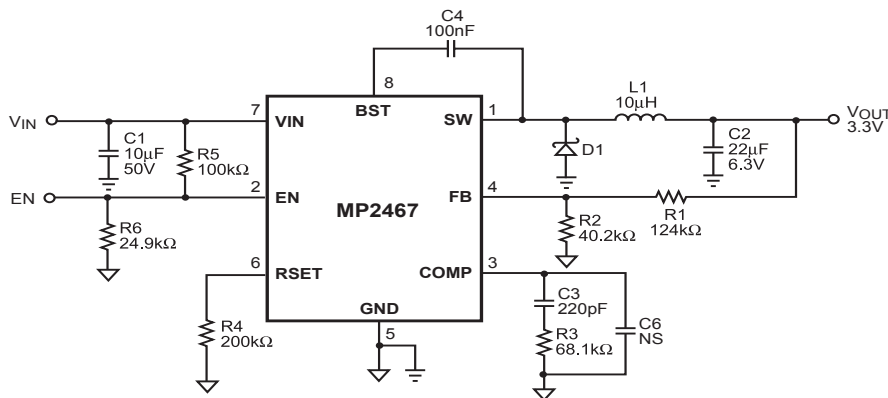 C4
100nF
8
BST
L1
10µH
VIN
7
VIN
SW
1
VOUT
3.3V
C1
10µF
50V
R5
100kΩ
D1
C2
22µF
6.3V
EN
2
EN
MP2467
FB
4
R1
124kΩ
R6
24.9kΩ
R2
40.2kΩ
6
RSET
COMP
3
GND
5
R4
200kΩ
C3
220pF
R3
68.1kΩ
C6
NS